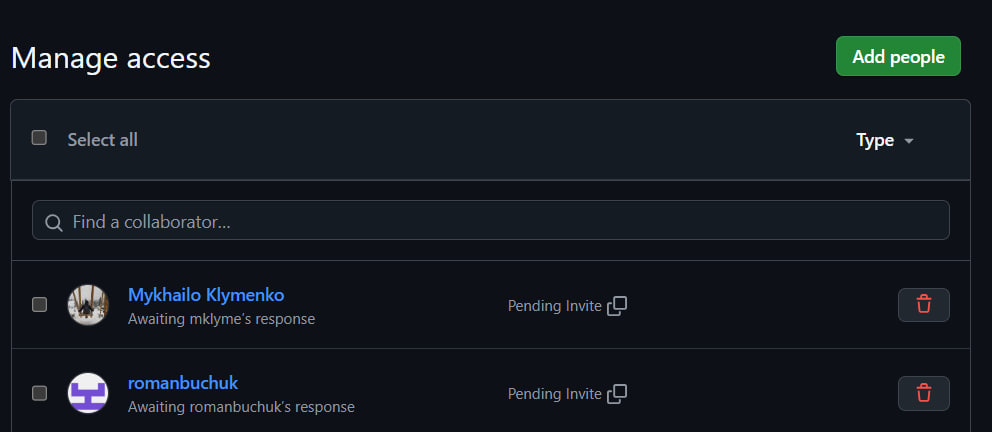 Manage access
Add people
Select all
Type
Find a collaborator...
Mykhailo Klymenko
Awaiting mklyme's response
Pending Invite
romanbuchuk
Awaiting romanbuchuk's response
Pending Invite